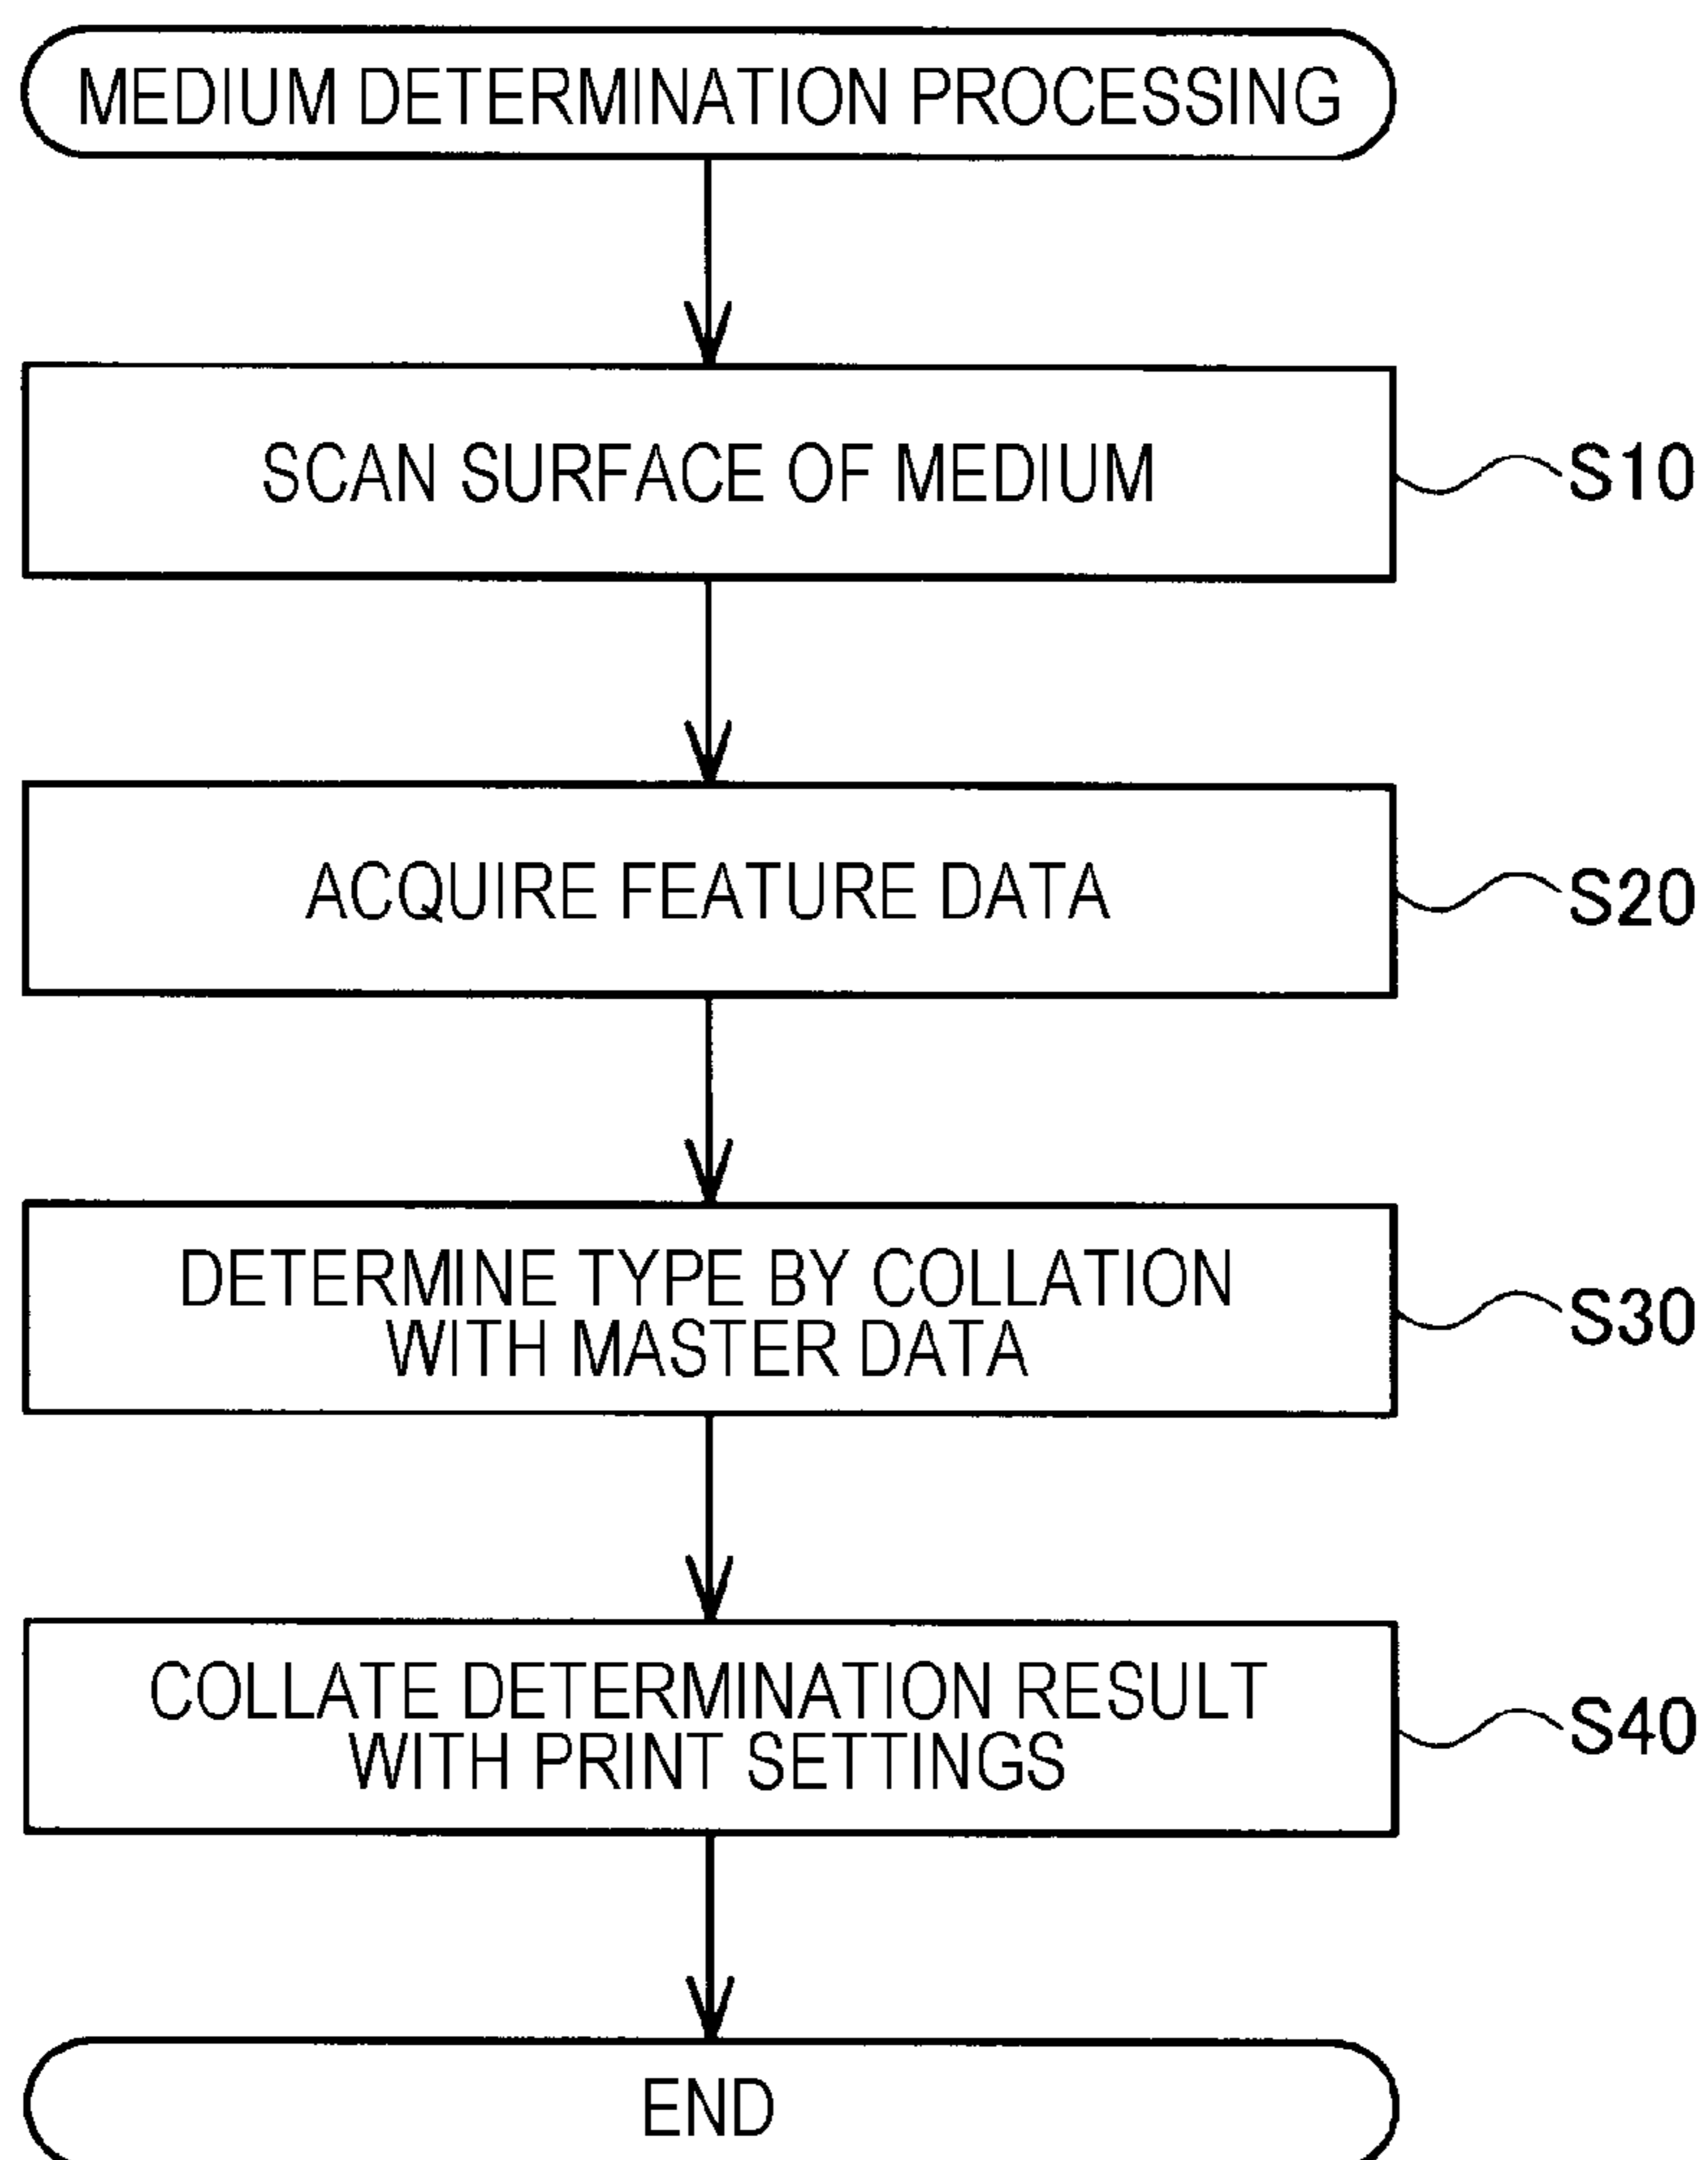 MEDIUM DETERMINATION PROCESSING
SCAN SURFACE OF MEDIUM
S10
ACQUIRE FEATURE DATA
S20
DETERMINE TYPE BY COLLATION
WITH MASTER DATA
S30
COLLATE DETERMINATION RESULT
WITH PRINT SETTINGS
S40
END